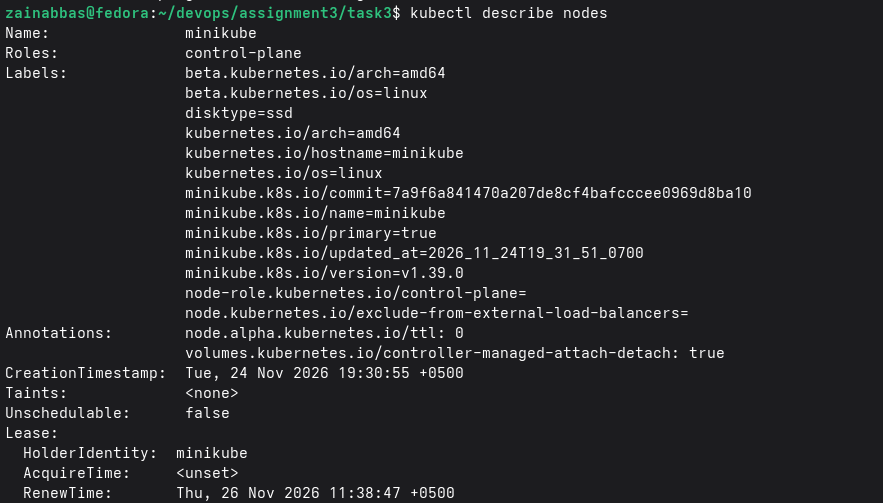 zainabbas@fedora:~/devops/assignment3/task3$ kubectl describe nodes
Name:               minikube
Roles:              control-plane
Labels:             beta.kubernetes.io/arch=amd64
                    beta.kubernetes.io/os=linux
                    disktype=ssd
                    kubernetes.io/arch=amd64
                    kubernetes.io/hostname=minikube
                    kubernetes.io/os=linux
                    minikube.k8s.io/commit=7a9f6a841470a207de8cf4bafcccee0969d8ba10
                    minikube.k8s.io/name=minikube
                    minikube.k8s.io/primary=true
                    minikube.k8s.io/updated_at=2026_11_24T19_31_51_0700
                    minikube.k8s.io/version=v1.39.0
                    node-role.kubernetes.io/control-plane=
                    node.kubernetes.io/exclude-from-external-load-balancers=
Annotations:        node.alpha.kubernetes.io/ttl: 0
                    volumes.kubernetes.io/controller-managed-attach-detach: true
CreationTimestamp:  Tue, 24 Nov 2026 19:30:55 +0500
Taints:             <none>
Unschedulable:      false
Lease:
  HolderIdentity:  minikube
  AcquireTime:     <unset>
  RenewTime:       Thu, 26 Nov 2026 11:38:47 +0500